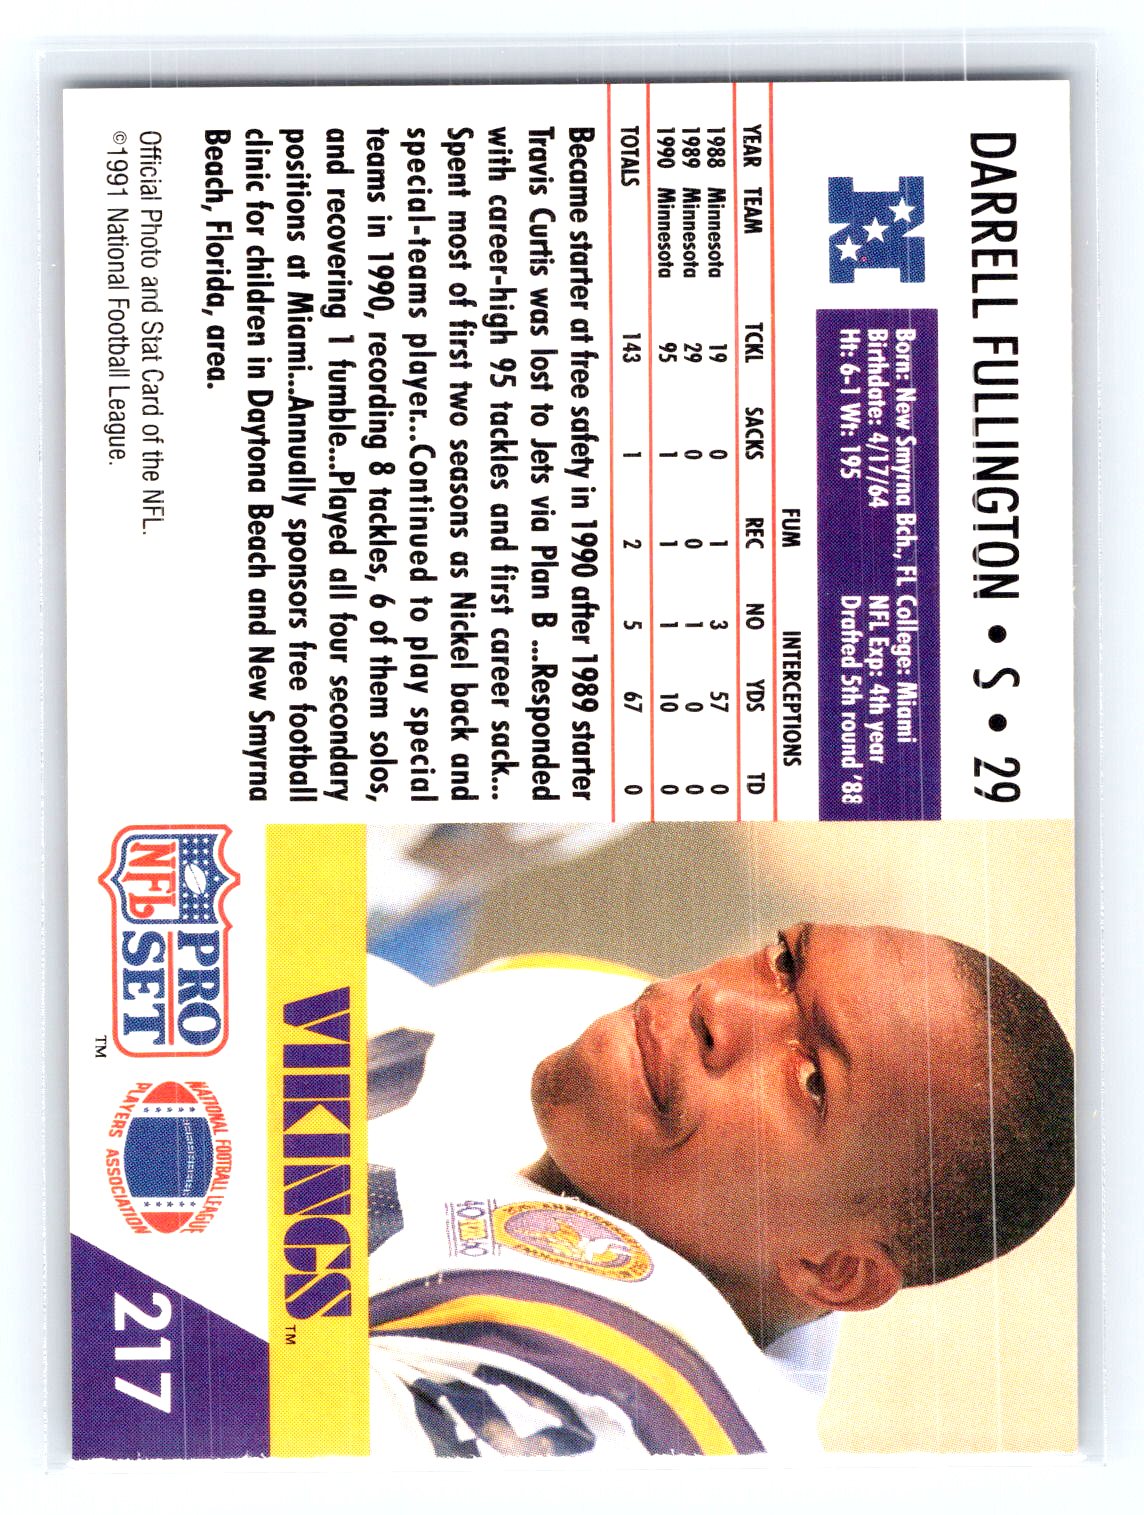 DARRELL FULLINGTON • S • 29
Born: New Smyrna Bch., FL College: Miami
Birthdate: 4/17/64 NFL Exp: 4th year
Ht: 6-1 Wt: 195 Drafted 5th round '88
FUM INTERCEPTIONS
YEAR TEAM TCKL SACKS REC NO YDS TD
1988 Minnesota 19 0 1 3 57 0
1989 Minnesota 29 0 0 1 0 0
1990 Minnesota 95 1 1 1 10 0
TOTALS 143 1 2 5 67 0
Became starter at free safety in 1990 after 1989 starter
Travis Curtis was lost to Jets via Plan B ...Responded
with career-high 95 tackles and first career sack...
Spent most of first two seasons as Nickel back and
special-teams player...Continued to play special
teams in 1990, recording 8 tackles, 6 of them solos,
and recovering 1 fumble...Played all four secondary
positions at Miami...Annually sponsors free football
clinic for children in Daytona Beach and New Smyrna
Beach, Florida, area.
Official Photo and Stat Card of the NFL.
©1991 National Football League.
VIKINGS™
NFL PRO SET™
NATIONAL FOOTBALL LEAGUE
PLAYERS ASSOCIATION
217